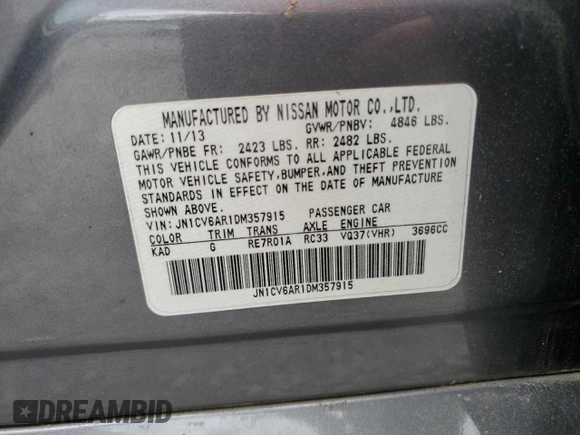 MANUFACTURED BY NISSAN MOTOR CO.,LTD.
DATE: 11/13 GVWR/PNBV: 4846 LBS.
GAWR/PNBE FR: 2423 LBS. RR: 2482 LBS.
THIS VEHICLE CONFORMS TO ALL APPLICABLE FEDERAL
MOTOR VEHICLE SAFETY,BUMPER,AND THEFT PREVENTION
STANDARDS IN EFFECT ON THE DATE OF MANUFACTURE
SHOWN ABOVE.
VIN: JN1CV6AR1DM357915 PASSENGER CAR
COLOR TRIM TRANS AXLE ENGINE
KAD G RE7R01A RC33 VQ37(VHR) 3696CC
JN1CV6AR1DM357915
DREAMBID